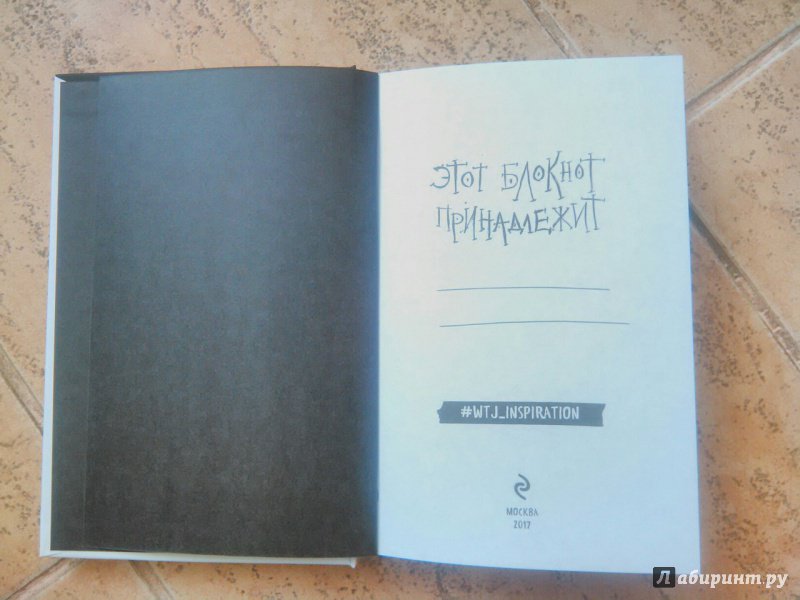 ЭТОТ БЛОКНОТ
ПРИНАДЛЕЖИТ
#WTJ_INSPIRATION
МОСКВА
2017
Лабиринт.ру